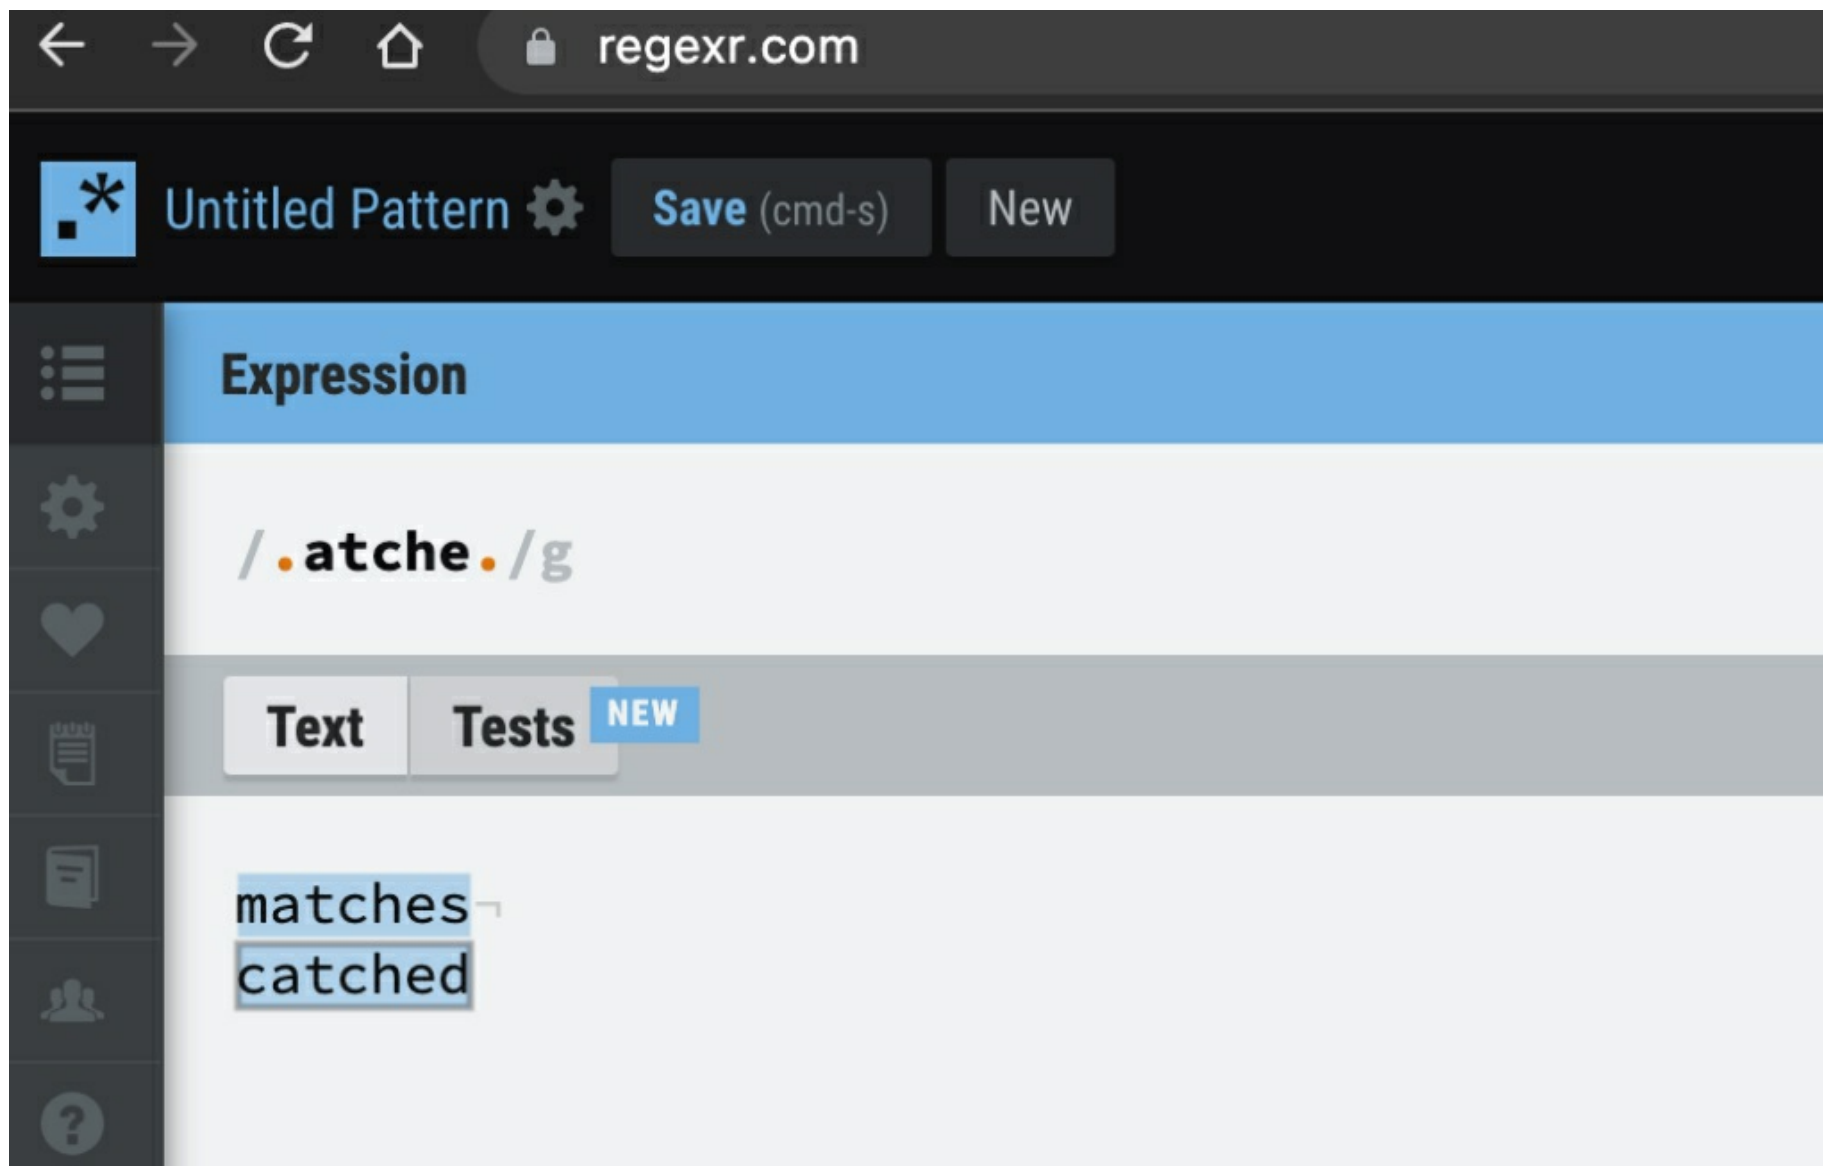 regexr.com
.* Untitled Pattern Save (cmd-s) New
Expression
/.atche./g
Text Tests NEW
matches¬
catched
?